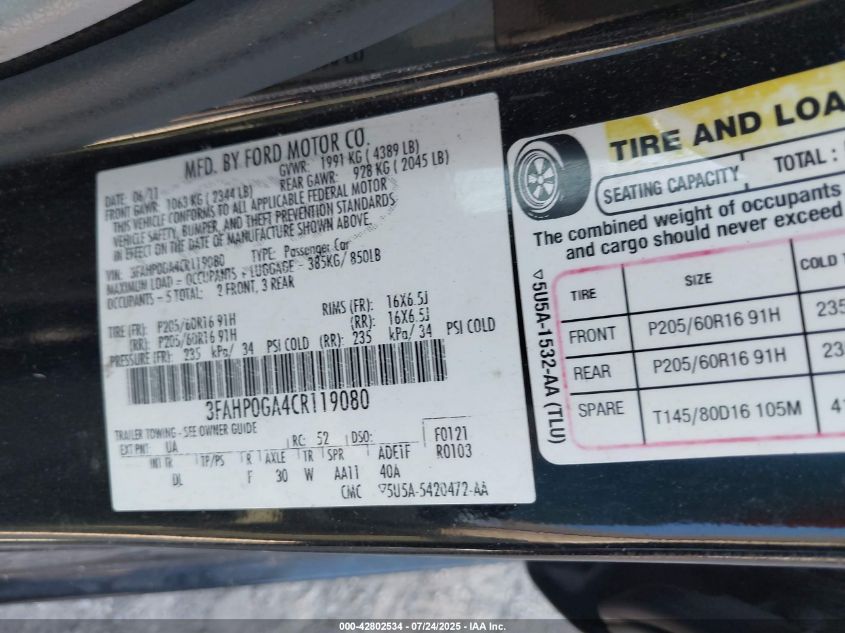 MFD. BY FORD MOTOR CO.
DATE: 06/11
GVWR: 1991 KG ( 4389 LB)
FRONT GAWR: 1063 KG ( 2344 LB)
REAR GAWR: 928 KG ( 2045 LB)
THIS VEHICLE CONFORMS TO ALL APPLICABLE FEDERAL MOTOR
VEHICLE SAFETY, BUMPER, AND THEFT PREVENTION STANDARDS
IN EFFECT ON THE DATE OF MANUFACTURE SHOWN ABOVE.
VIN: 3FAHP0GA4CR119080
TYPE: Passenger Car
MAXIMUM LOAD = OCCUPANTS + LUGGAGE = 385KG/ 850LB
OCCUPANTS = 5 TOTAL: 2 FRONT, 3 REAR
TIRE (FR): P205/60R16 91H RIMS (FR): 16X6.5J
(RR): P205/60R16 91H (RR): 16X6.5J
PRESSURE (FR): 235 kPa/ 34 PSI COLD (RR): 235 kPa/ 34 PSI COLD
3FAHP0GA4CR119080
TRAILER TOWING - SEE OWNER GUIDE
EXT PNT: UA RC: 52 DSO: F0121
R0103
INT TR TP/PS R AXLE TR SPR ADE1F
DL F 30 W AA11 40A
CMC ▽5U5A-5420472-AA
TIRE AND LOA
SEATING CAPACITY TOTAL :
The combined weight of occupants
and cargo should never exceed
▽5U5A-1532-AA (TLU)
TIRE SIZE COLD T
FRONT P205/60R16 91H 235
REAR P205/60R16 91H 23
SPARE T145/80D16 105M 41
000-42802534 - 07/24/2025 - IAA Inc.